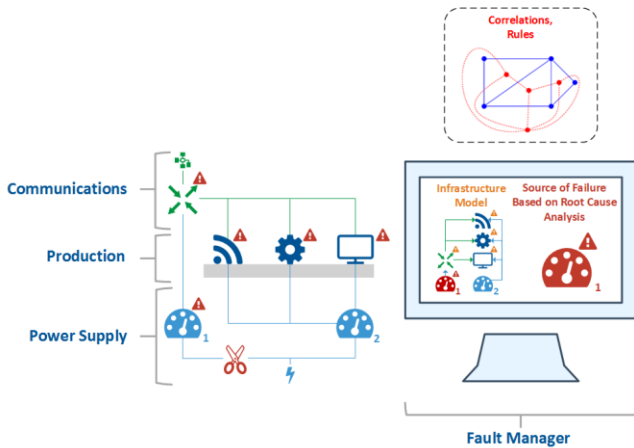 Correlations,
Rules
Communications
Production
Power Supply
1
2
Infrastructure
Model
1
2
Source of Failure
Based on Root Cause
Analysis
1
Fault Manager